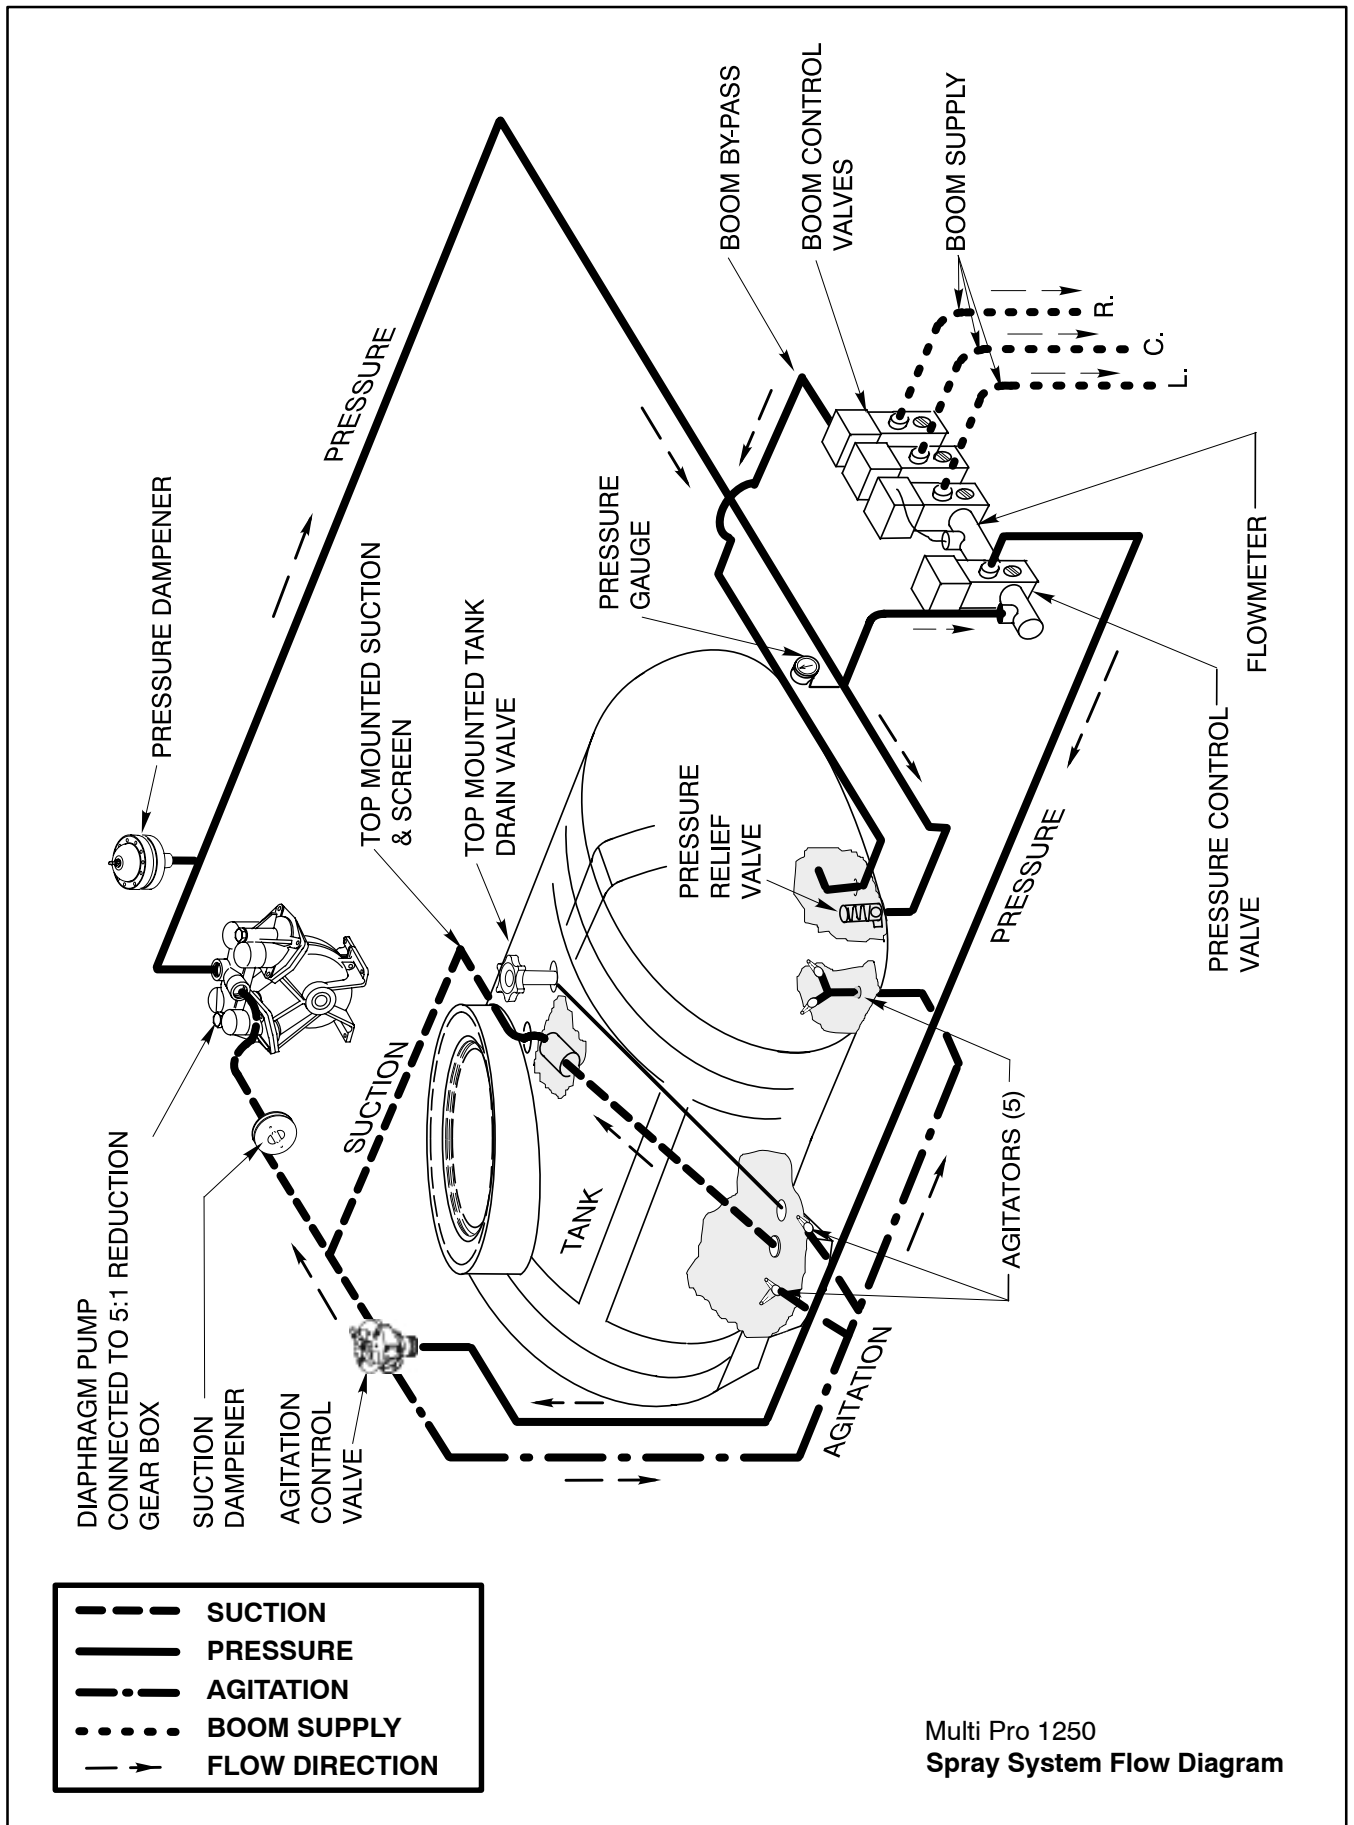 BOOM BY-PASS
BOOM CONTROL
VALVES
BOOM SUPPLY
R.
C.
L.
PRESSURE
PRESSURE DAMPENER
PRESSURE
GAUGE
TOP MOUNTED SUCTION
& SCREEN
TOP MOUNTED TANK
DRAIN VALVE
FLOWMETER
PRESSURE CONTROL
VALVE
PRESSURE
RELIEF
VALVE
PRESSURE
SUCTION
TANK
AGITATORS (5)
AGITATION
DIAPHRAGM PUMP
CONNECTED TO 5:1 REDUCTION
GEAR BOX
SUCTION
DAMPENER
AGITATION
CONTROL
VALVE
SUCTION
PRESSURE
AGITATION
BOOM SUPPLY
FLOW DIRECTION
Multi Pro 1250
Spray System Flow Diagram